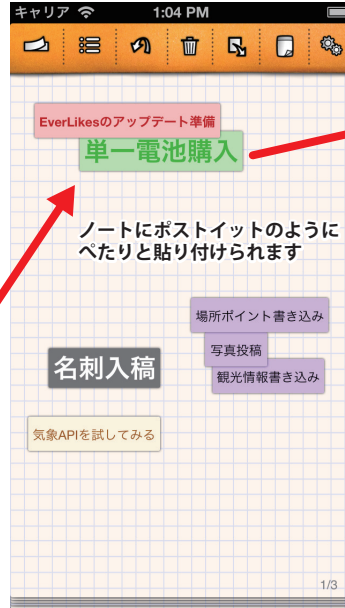 キャリア 1:04 PM
EverLikesのアップデート準備
単一電池購入
ノートにポストイットのように
ぺたりと貼り付けられます
場所ポイント書き込み
写真投稿
名刺入稿
観光情報書き込み
気象APIを試してみる
1/3